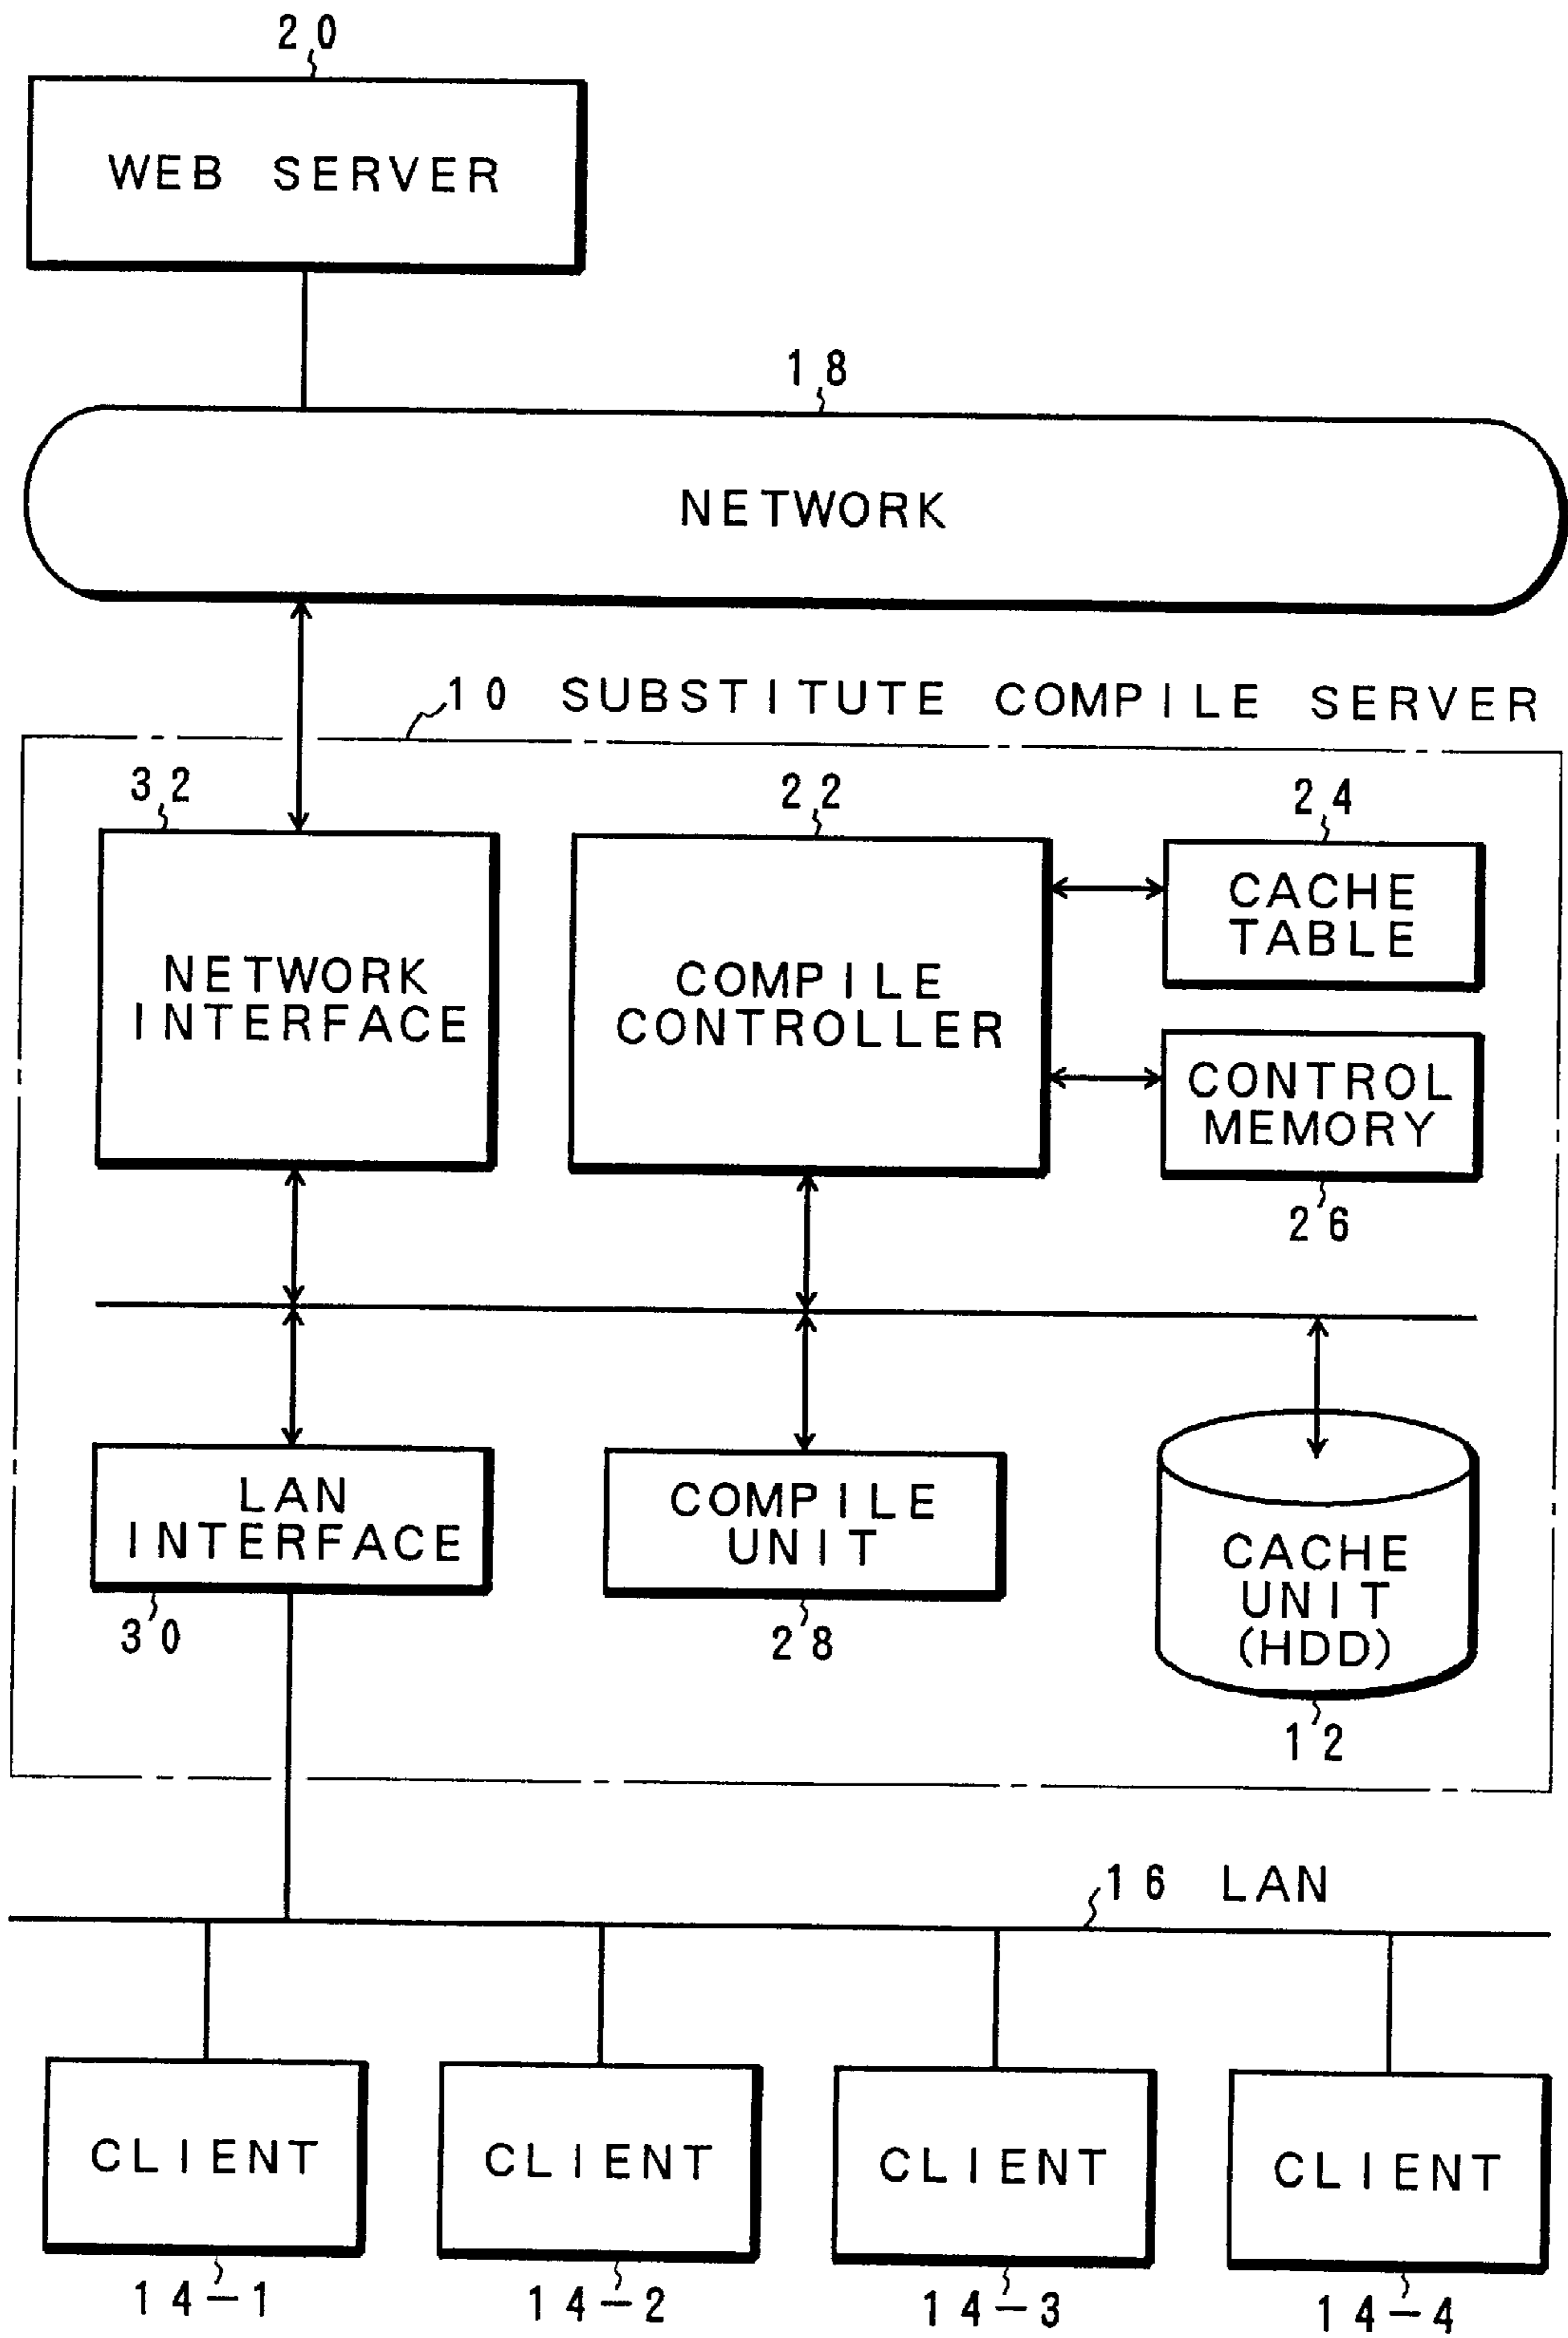 20
WEB SERVER
18
NETWORK
10 SUBSTITUTE COMPILE SERVER
32
22
24
NETWORK
INTERFACE
COMPILE
CONTROLLER
CACHE
TABLE
CONTROL
MEMORY
26
LAN
INTERFACE
30
COMPILE
UNIT
28
CACHE
UNIT
(HDD)
12
16 LAN
CLIENT
CLIENT
CLIENT
CLIENT
14-1
14-2
14-3
14-4